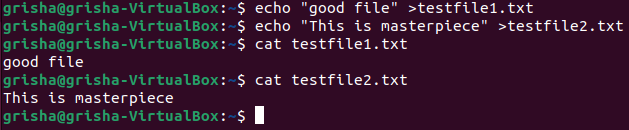 grisha@grisha-VirtualBox:~$ echo "good file" >testfile1.txt
grisha@grisha-VirtualBox:~$ echo "This is masterpiece" >testfile2.txt
grisha@grisha-VirtualBox:~$ cat testfile1.txt
good file
grisha@grisha-VirtualBox:~$ cat testfile2.txt
This is masterpiece
grisha@grisha-VirtualBox:~$